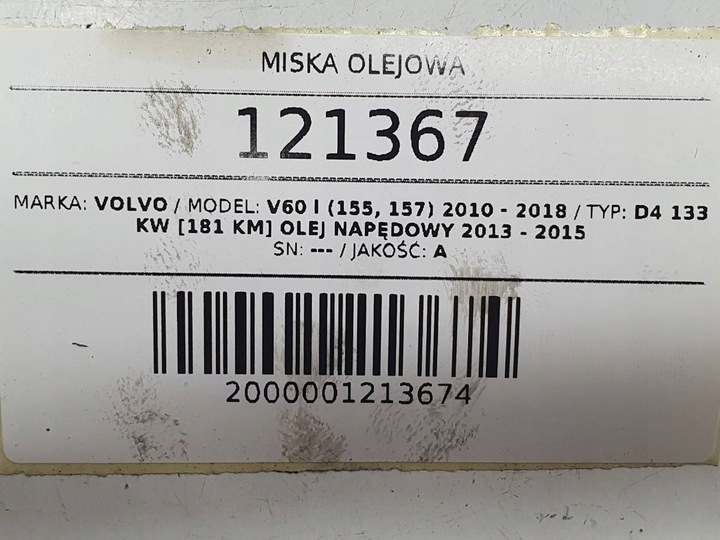 MISKA OLEJOWA
121367
MARKA: VOLVO / MODEL: V60 I (155, 157) 2010 - 2018 / TYP: D4 133
KW [181 KM] OLEJ NAPĘDOWY 2013 - 2015
SN: --- / JAKOŚĆ: A
2000001213674